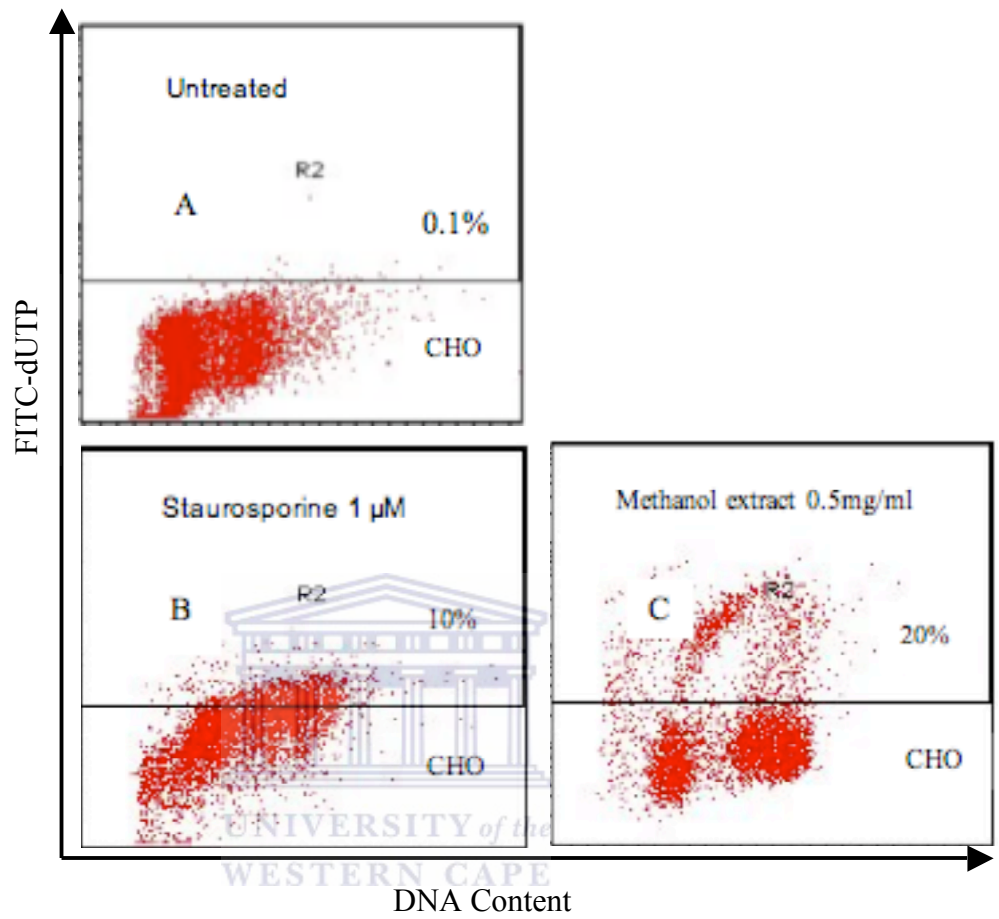 Untreated
R2
A
0.1%
CHO
FITC-dUTP
Staurosporine 1 µM
R2
B
10%
CHO
Methanol extract 0.5mg/ml
R2
C
20%
CHO
UNIVERSITY of the
WESTERN CAPE
DNA Content